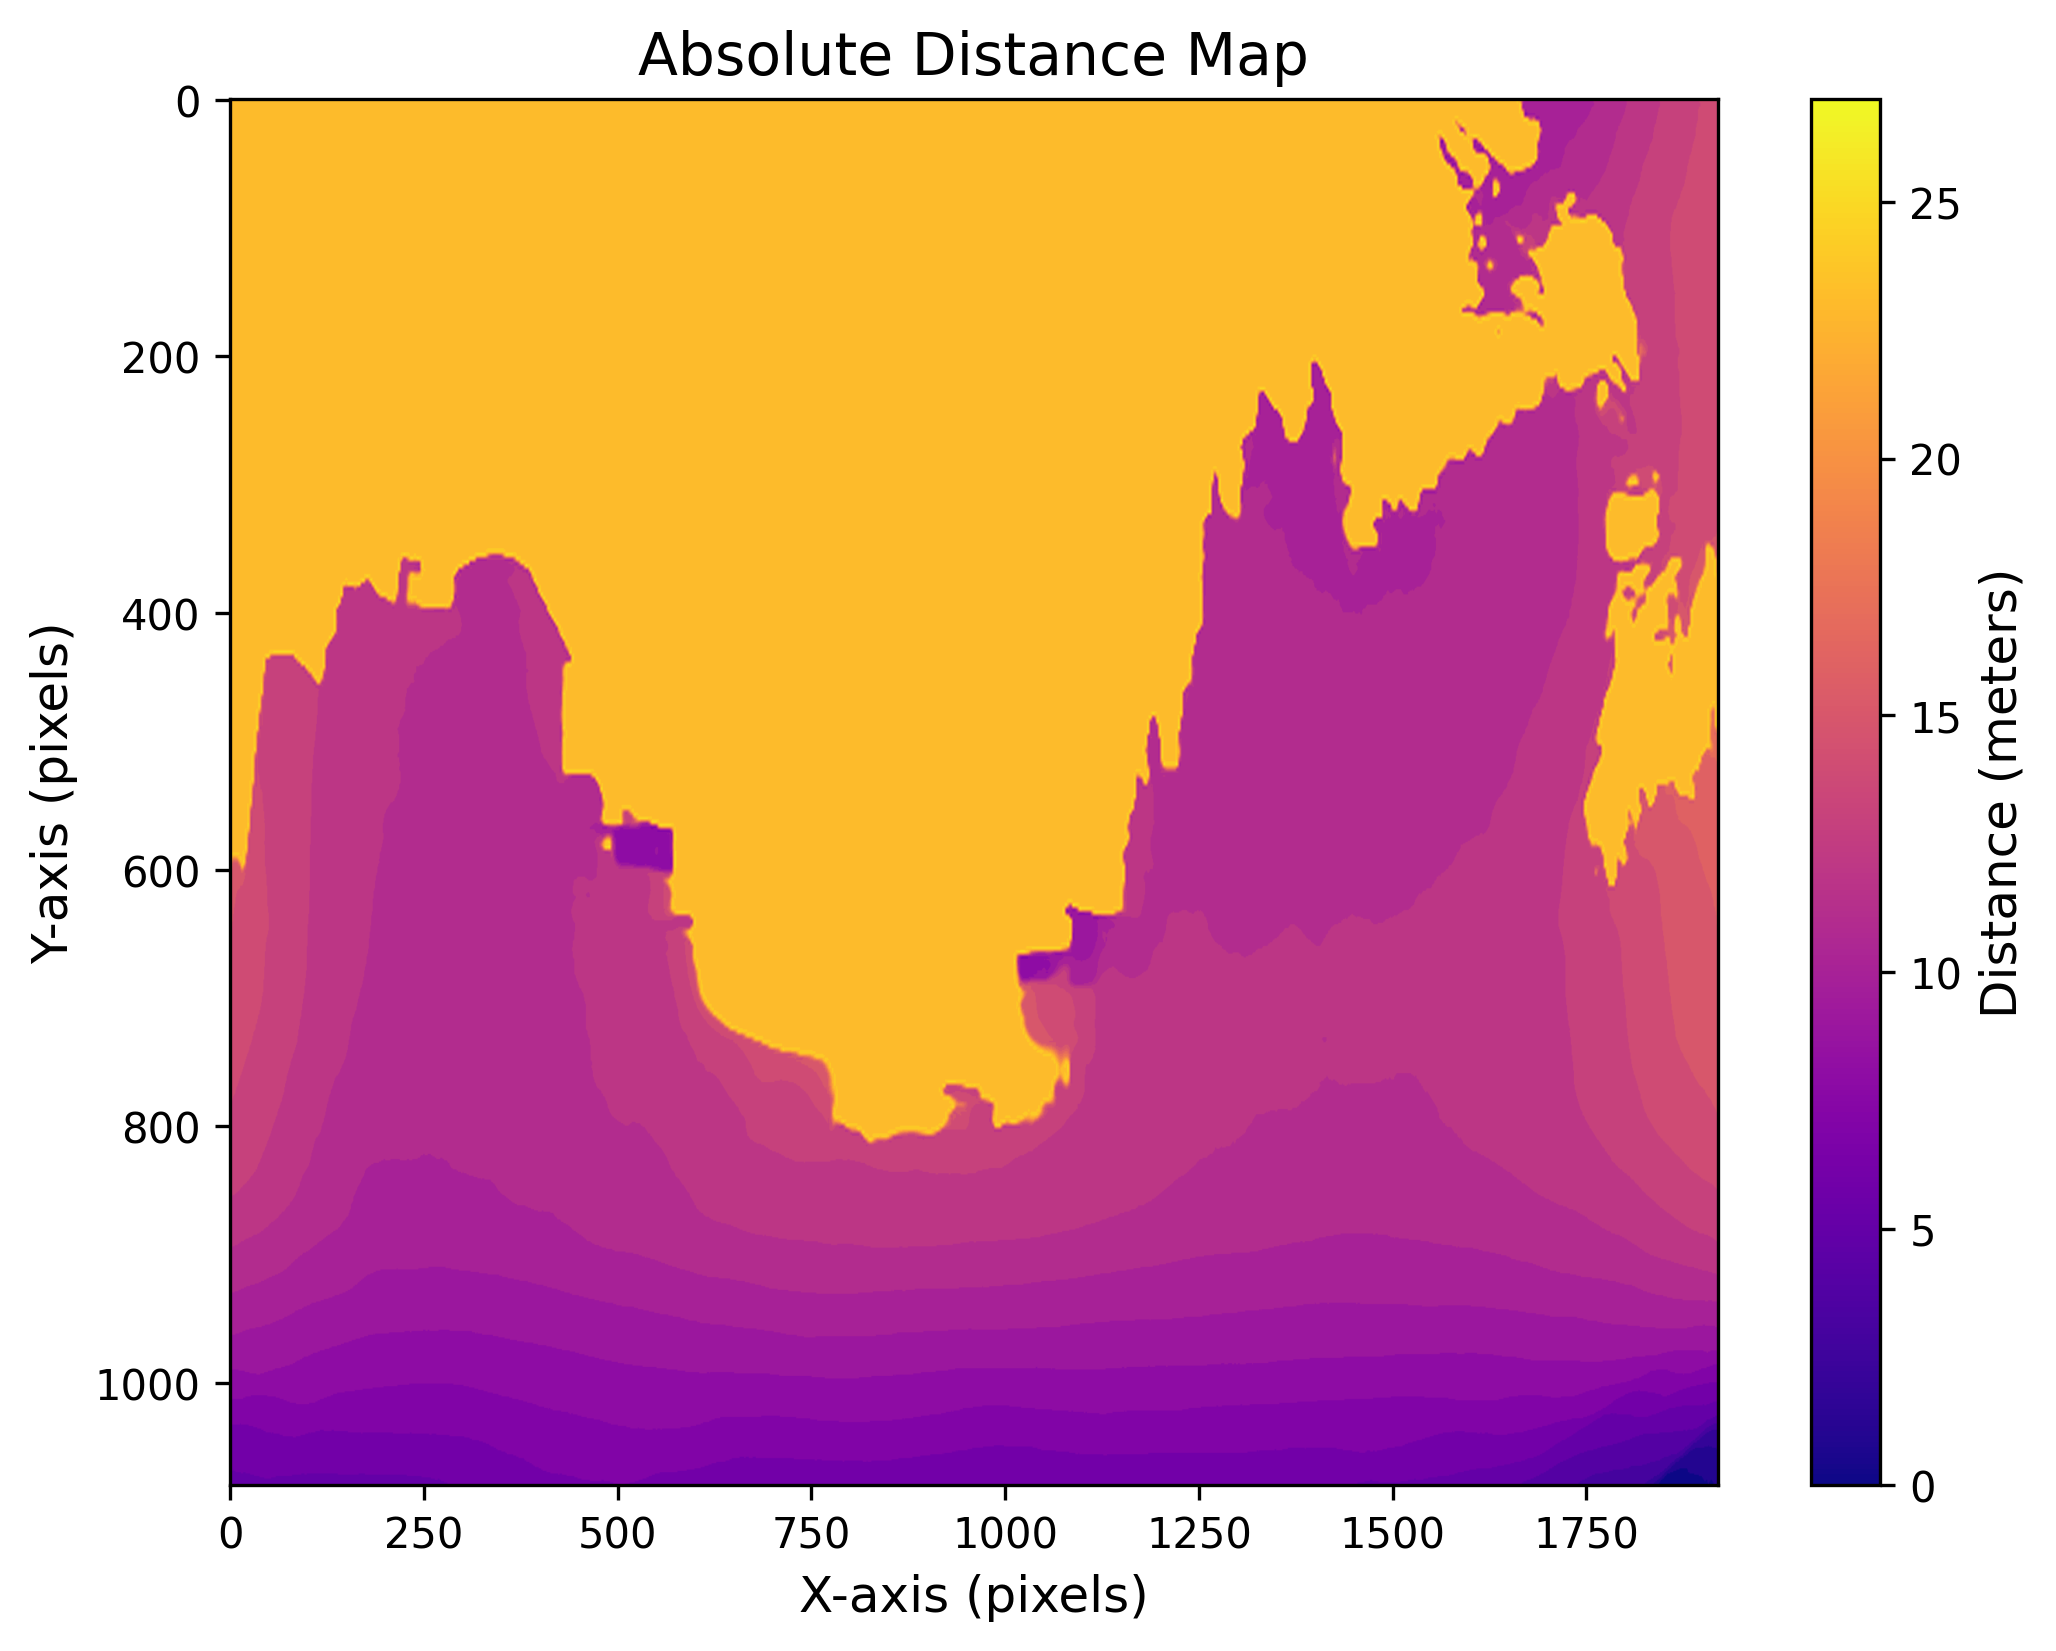 Absolute Distance Map
0
200
400
600
800
1000
Y-axis (pixels)
0 250 500 750 1000 1250 1500 1750
X-axis (pixels)
25
20
15
10
5
0
Distance (meters)